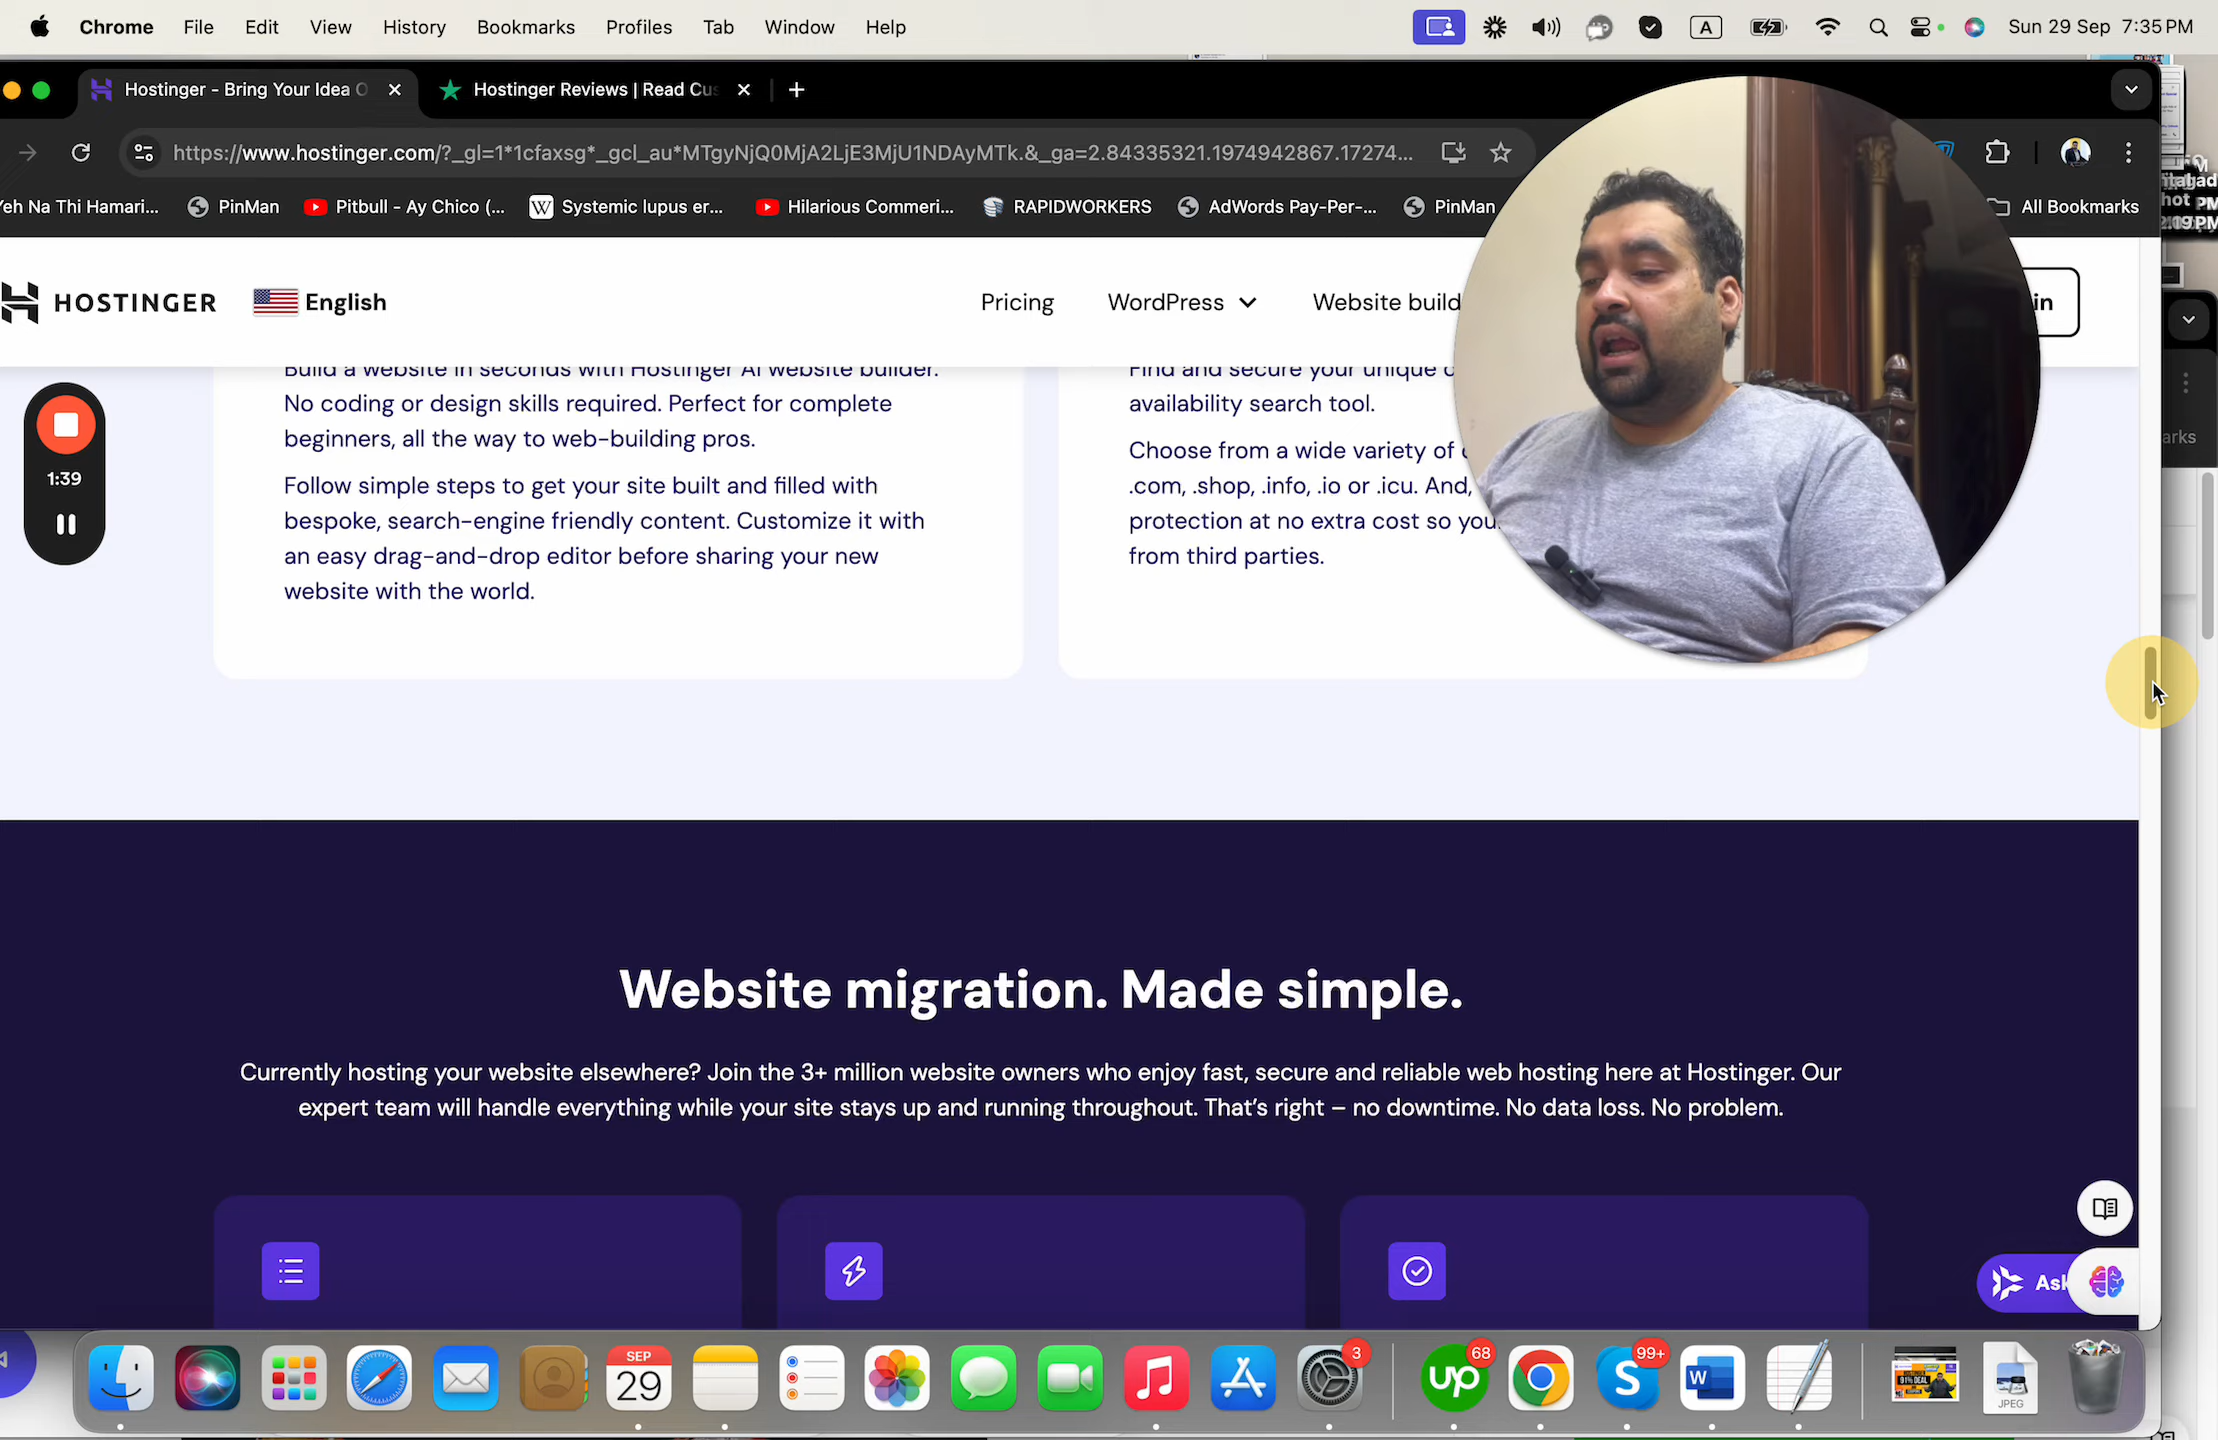 Chrome File Edit View History Bookmarks Profiles Tab Window Help A Sun 29 Sep 7:35 PM
Hostinger - Bring Your Idea O
Hostinger Reviews | Read Cus
https://www.hostinger.com/?_gl=1*1cfaxsg*_gcl_au*MTgyNjQ0MjA2LjE3MjU1NDAyMTk.&_ga=2.84335321.1974942867.17274...
Yeh Na Thi Hamari... PinMan Pitbull - Ay Chico (... W Systemic lupus er... Hilarious Commeri... RAPIDWORKERS AdWords Pay-Per-... PinMan All Bookmarks
HOSTINGER English Pricing WordPress Website build in
Build a website in seconds with Hostinger AI website builder.
No coding or design skills required. Perfect for complete
beginners, all the way to web-building pros.
Follow simple steps to get your site built and filled with
bespoke, search-engine friendly content. Customize it with
an easy drag-and-drop editor before sharing your new
website with the world.
Find and secure your unique
availability search tool.
Choose from a wide variety of
.com, .shop, .info, .io or .icu. And,
protection at no extra cost so you
from third parties.
1:39
arks
Website migration. Made simple.
Currently hosting your website elsewhere? Join the 3+ million website owners who enjoy fast, secure and reliable web hosting here at Hostinger. Our
expert team will handle everything while your site stays up and running throughout. That's right – no downtime. No data loss. No problem.
Ask
SEP
29
3
up
68
S
99+
W
91% DEAL
JPEG